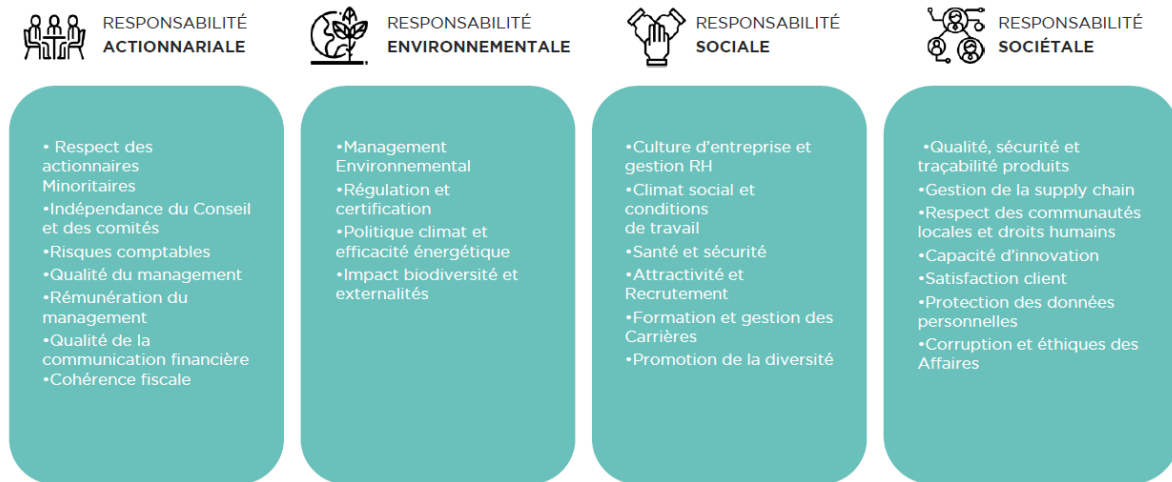 RESPONSABILITÉ
ACTIONNARIALE
• Respect des
actionnaires
Minoritaires
•Indépendance du Conseil
et des comités
•Risques comptables
•Qualité du management
•Rémunération du
management
•Qualité de la
communication financière
•Cohérence fiscale
RESPONSABILITÉ
ENVIRONNEMENTALE
•Management
Environnemental
•Régulation et
certification
•Politique climat et
efficacité énergétique
•Impact biodiversité et
externalités
RESPONSABILITÉ
SOCIALE
•Culture d'entreprise et
gestion RH
•Climat social et
conditions
de travail
•Santé et sécurité
•Attractivité et
Recrutement
•Formation et gestion des
Carrières
•Promotion de la diversité
RESPONSABILITÉ
SOCIÉTALE
•Qualité, sécurité et
traçabilité produits
•Gestion de la supply chain
•Respect des communautés
locales et droits humains
•Capacité d'innovation
•Satisfaction client
•Protection des données
personnelles
•Corruption et éthiques des
Affaires